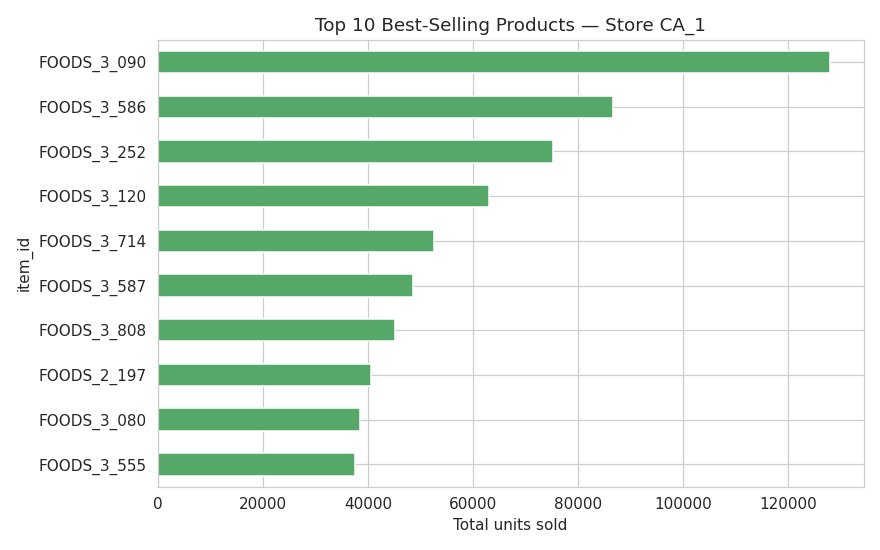 Top 10 Best-Selling Products — Store CA_1
item_id
FOODS_3_090
FOODS_3_586
FOODS_3_252
FOODS_3_120
FOODS_3_714
FOODS_3_587
FOODS_3_808
FOODS_2_197
FOODS_3_080
FOODS_3_555
0 20000 40000 60000 80000 100000 120000
Total units sold